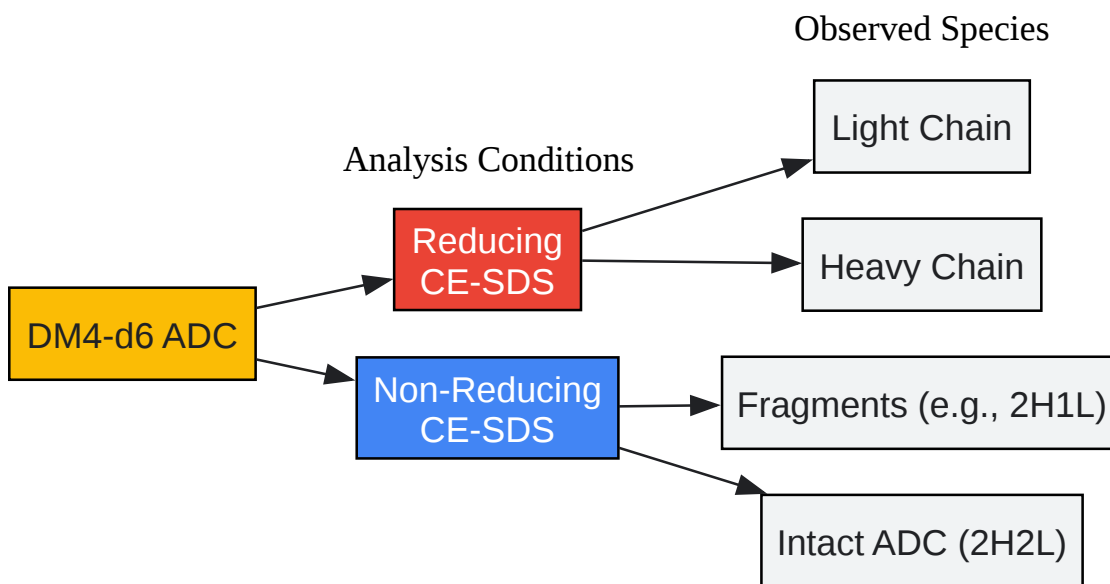 Observed Species
Light Chain
Analysis Conditions
Reducing
CE-SDS
Heavy Chain
DM4-d6 ADC
Non-Reducing
CE-SDS
Fragments (e.g., 2H1L)
Intact ADC (2H2L)